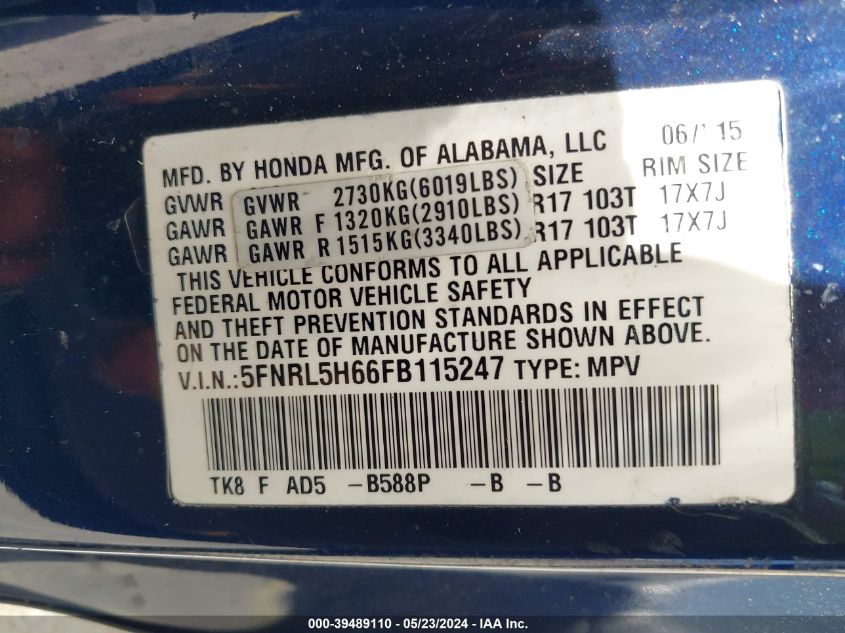 MFD. BY HONDA MFG. OF ALABAMA, LLC 06/ 15
GVWR GVWR 2730KG(6019LBS) SIZE RIM SIZE
GAWR GAWR F 1320KG(2910LBS) R17 103T 17X7J
GAWR GAWR R 1515KG(3340LBS) R17 103T 17X7J
THIS VEHICLE CONFORMS TO ALL APPLICABLE
FEDERAL MOTOR VEHICLE SAFETY
AND THEFT PREVENTION STANDARDS IN EFFECT
ON THE DATE OF MANUFACTURE SHOWN ABOVE.
V.I.N.:5FNRL5H66FB115247 TYPE: MPV
TK8 F AD5 -B588P -B -B
000-39489110 - 05/23/2024 - IAA Inc.